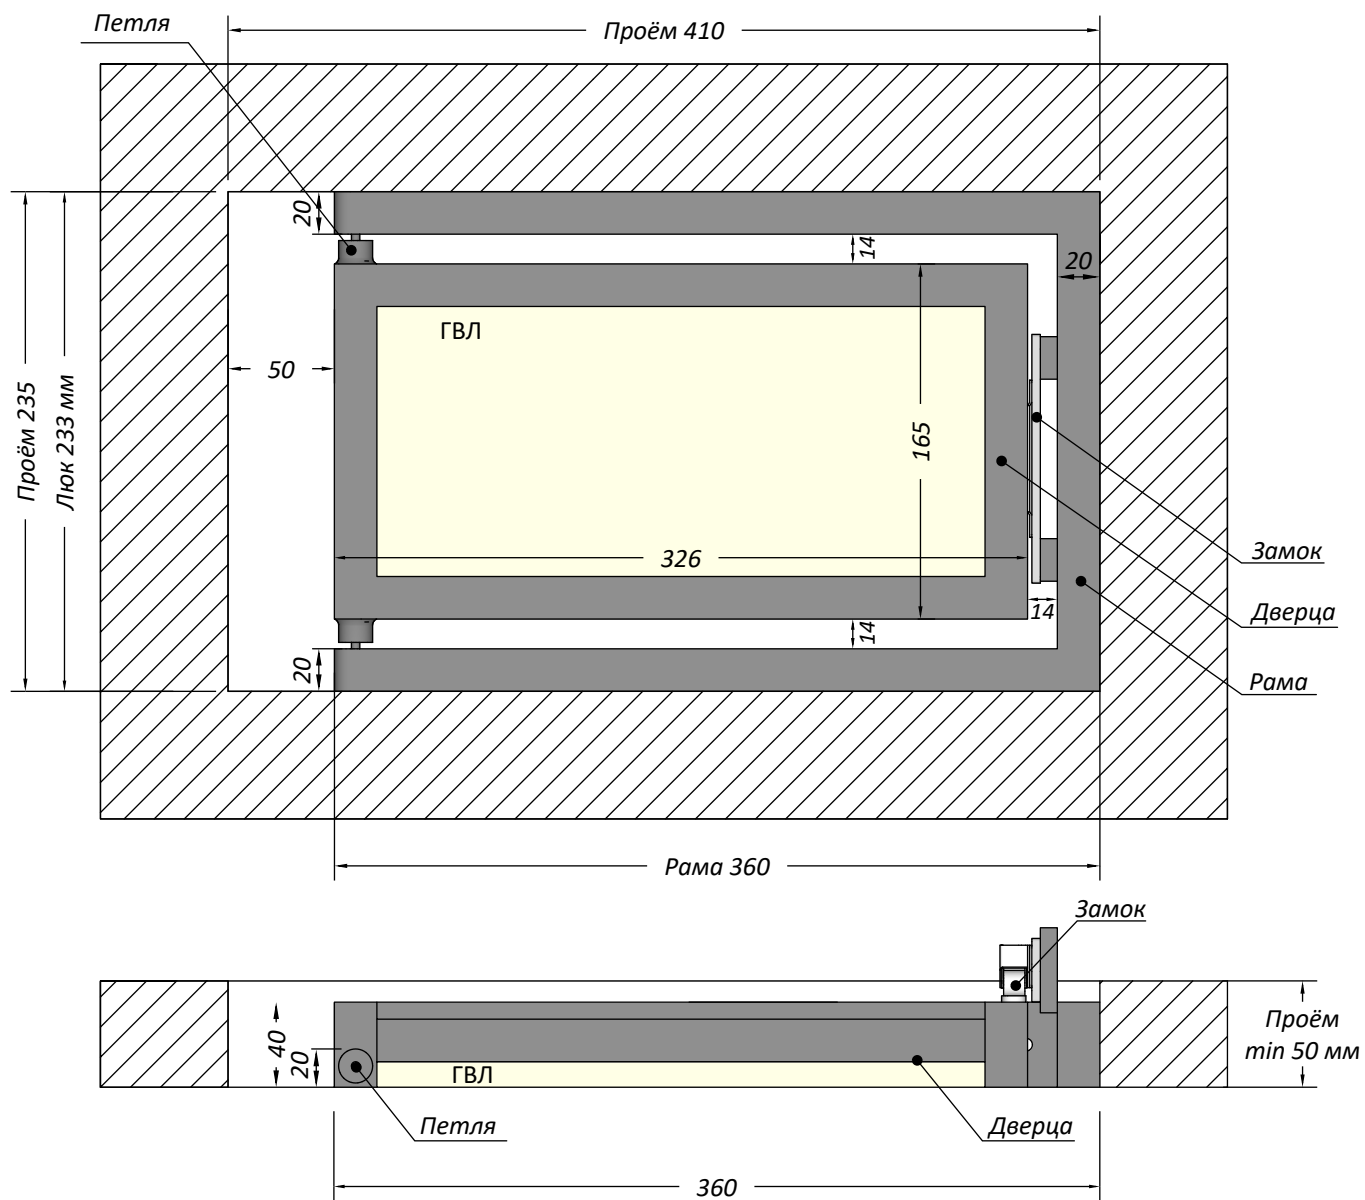 Петля
Проём 410
20
14
20
ГВЛ
50
Проём 235
Люк 233 мм
165
326
Замок
14
Дверца
14
20
Рама
Рама 360
Замок
Проём
min 50 мм
40
20
ГВЛ
Петля
Дверца
360